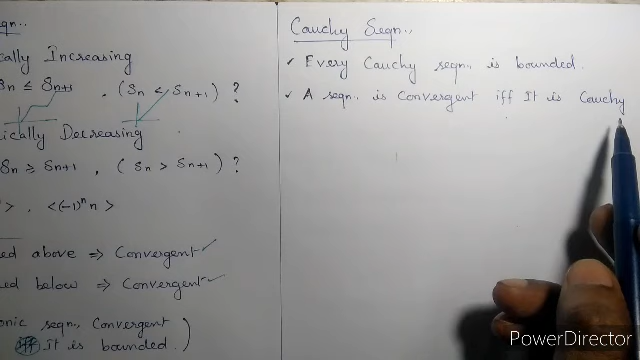 eqn..
cally Increasing
Sn ≤ Sn+1 , (Sn < Sn+1) ?
ically Decreasing
Sn ≥ Sn+1 , (Sn > Sn+1) ?
> , <(-1)ⁿ n>
ed above ⇒ Convergent ✓
ed below ⇒ Convergent ✓
onic seqn. Convergent
iff it is bounded. )
Cauchy Seqn..
✓ Every Cauchy seqn. is bounded.
✓ A seqn. is Convergent iff It is Cauchy
PowerDirector